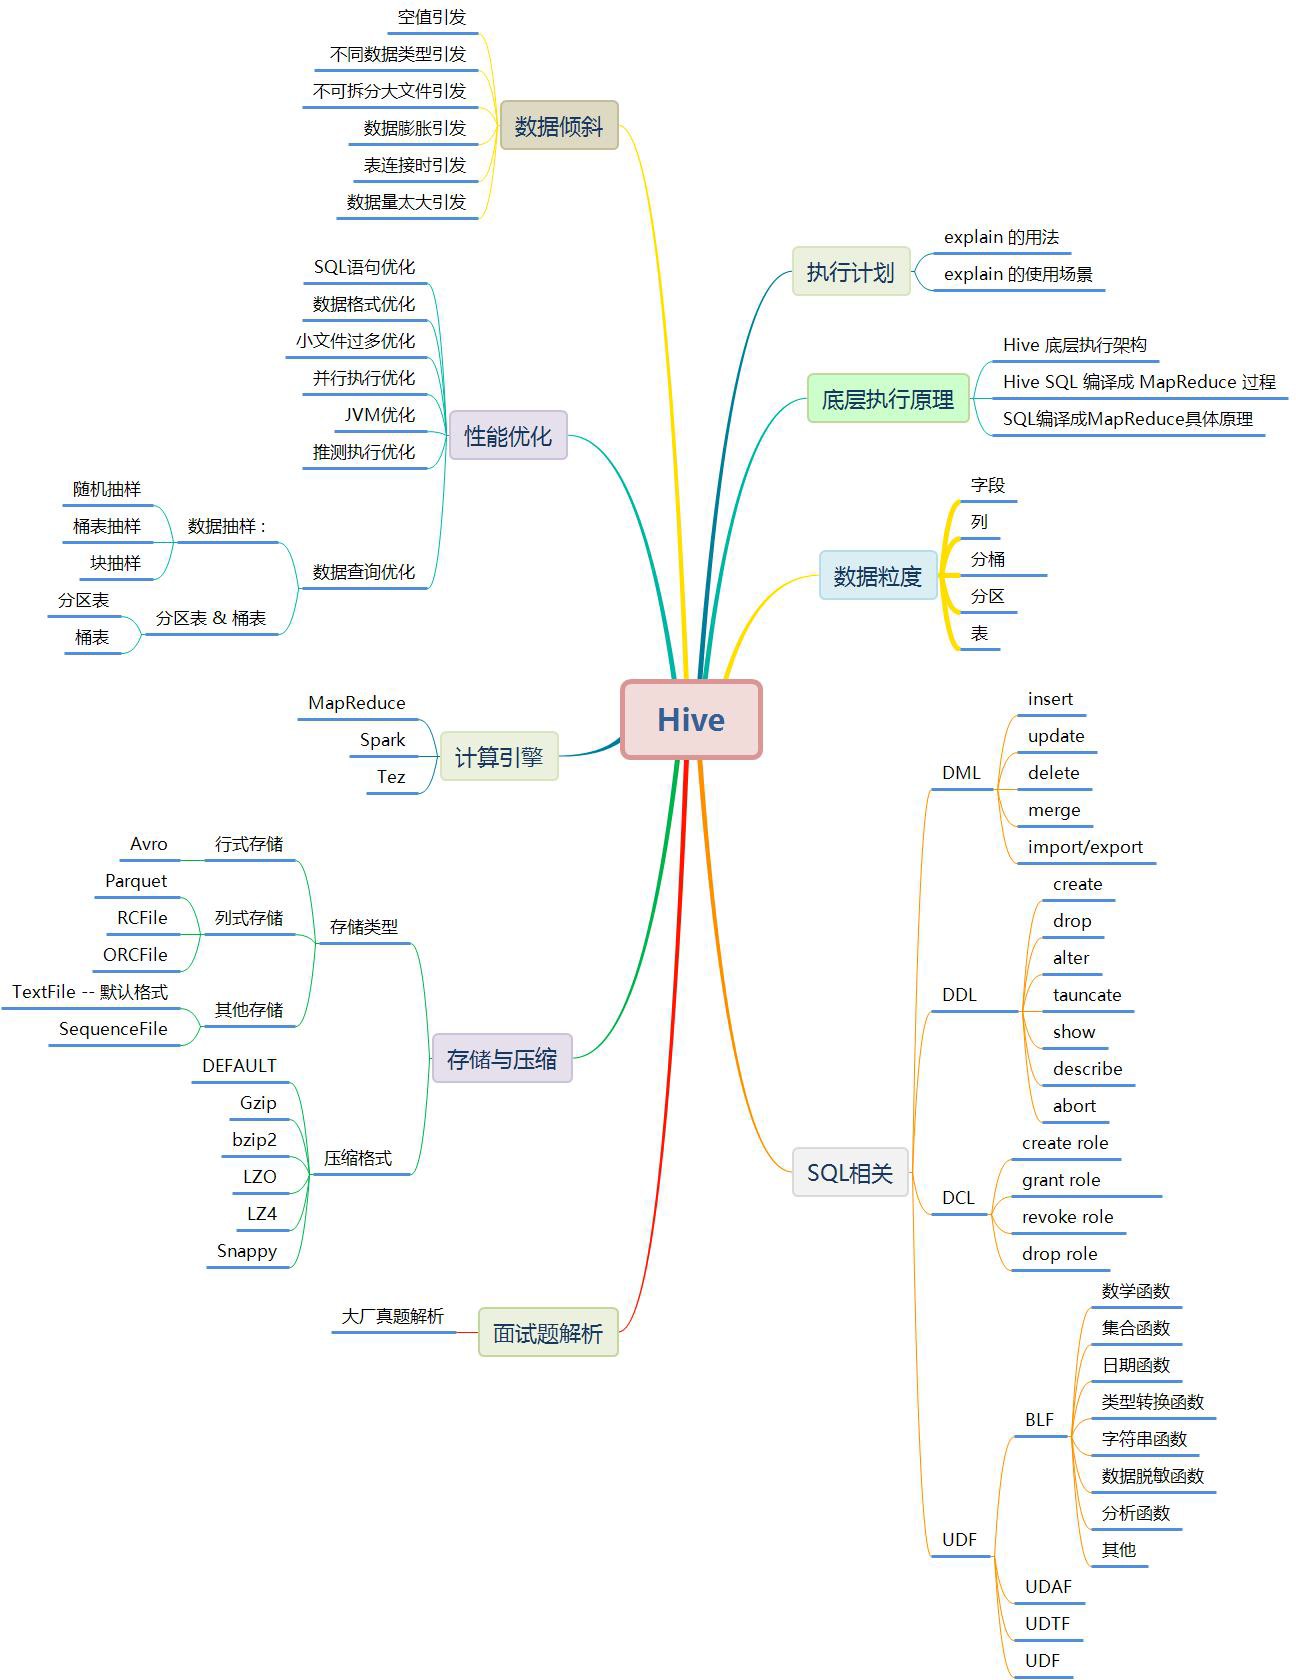 Hive
数据倾斜
空值引发
不同数据类型引发
不可拆分大文件引发
数据膨胀引发
表连接时引发
数据量太大引发
性能优化
SQL语句优化
数据格式优化
小文件过多优化
并行执行优化
JVM优化
推测执行优化
数据查询优化
数据抽样：
随机抽样
桶表抽样
块抽样
分区表 & 桶表
分区表
桶表
计算引擎
MapReduce
Spark
Tez
存储与压缩
存储类型
行式存储
Avro
列式存储
Parquet
RCFile
ORCFile
其他存储
TextFile -- 默认格式
SequenceFile
压缩格式
DEFAULT
Gzip
bzip2
LZO
LZ4
Snappy
面试题解析
大厂真题解析
执行计划
explain 的用法
explain 的使用场景
底层执行原理
Hive 底层执行架构
Hive SQL 编译成 MapReduce 过程
SQL编译成MapReduce具体原理
数据粒度
字段
列
分桶
分区
表
SQL相关
DML
insert
update
delete
merge
import/export
DDL
create
drop
alter
tauncate
show
describe
abort
DCL
create role
grant role
revoke role
drop role
UDF
BLF
数学函数
集合函数
日期函数
类型转换函数
字符串函数
数据脱敏函数
分析函数
其他
UDAF
UDTF
UDF